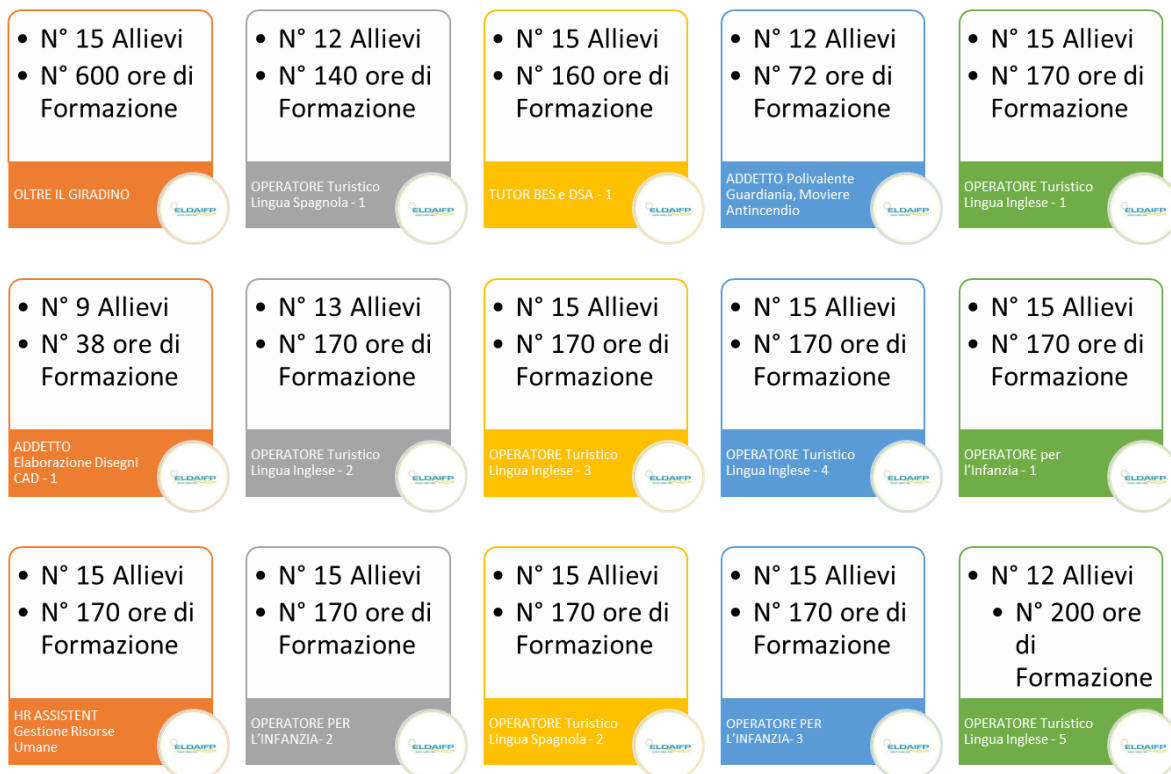 • N° 15 Allievi
• N° 600 ore di
Formazione
OLTRE IL GIRADINO
ELDAIFP
• N° 12 Allievi
• N° 140 ore di
Formazione
OPERATORE Turistico
Lingua Spagnola - 1
ELDAIFP
• N° 15 Allievi
• N° 160 ore di
Formazione
TUTOR BES e DSA - 1
ELDAIFP
• N° 12 Allievi
• N° 72 ore di
Formazione
ADDETTO Polivalente
Guardiania, Moviere
Antincendio
ELDAIFP
• N° 15 Allievi
• N° 170 ore di
Formazione
OPERATORE Turistico
Lingua Inglese - 1
ELDAIFP
• N° 9 Allievi
• N° 38 ore di
Formazione
ADDETTO
Elaborazione Disegni
CAD - 1
ELDAIFP
• N° 13 Allievi
• N° 170 ore di
Formazione
OPERATORE Turistico
Lingua Inglese - 2
ELDAIFP
• N° 15 Allievi
• N° 170 ore di
Formazione
OPERATORE Turistico
Lingua Inglese - 3
ELDAIFP
• N° 15 Allievi
• N° 170 ore di
Formazione
OPERATORE Turistico
Lingua Inglese - 4
ELDAIFP
• N° 15 Allievi
• N° 170 ore di
Formazione
OPERATORE per
l'Infanzia - 1
ELDAIFP
• N° 15 Allievi
• N° 170 ore di
Formazione
HR ASSISTENT
Gestione Risorse
Umane
ELDAIFP
• N° 15 Allievi
• N° 170 ore di
Formazione
OPERATORE PER
L'INFANZIA- 2
ELDAIFP
• N° 15 Allievi
• N° 170 ore di
Formazione
OPERATORE Turistico
Lingua Spagnola - 2
ELDAIFP
• N° 15 Allievi
• N° 170 ore di
Formazione
OPERATORE PER
L'INFANZIA- 3
ELDAIFP
• N° 12 Allievi
• N° 200 ore
di
Formazione
OPERATORE Turistico
Lingua Inglese - 5
ELDAIFP